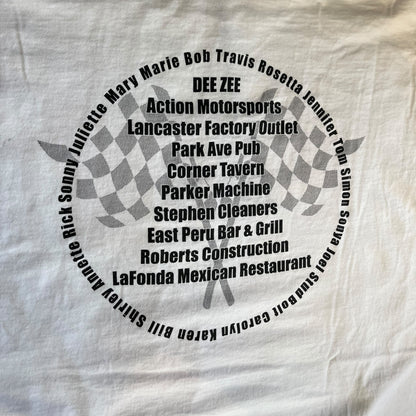 Bill Shirley Annette Rick Sonny Juliette Mary Marie Bob Travis Rosetta Jennifer Tom Simon Sonya Joel Stud Bolt Carolyn Karen
DEE ZEE
Action Motorsports
Lancaster Factory Outlet
Park Ave Pub
Corner Tavern
Parker Machine
Stephen Cleaners
East Peru Bar & Grill
Roberts Construction
LaFonda Mexican Restaurant